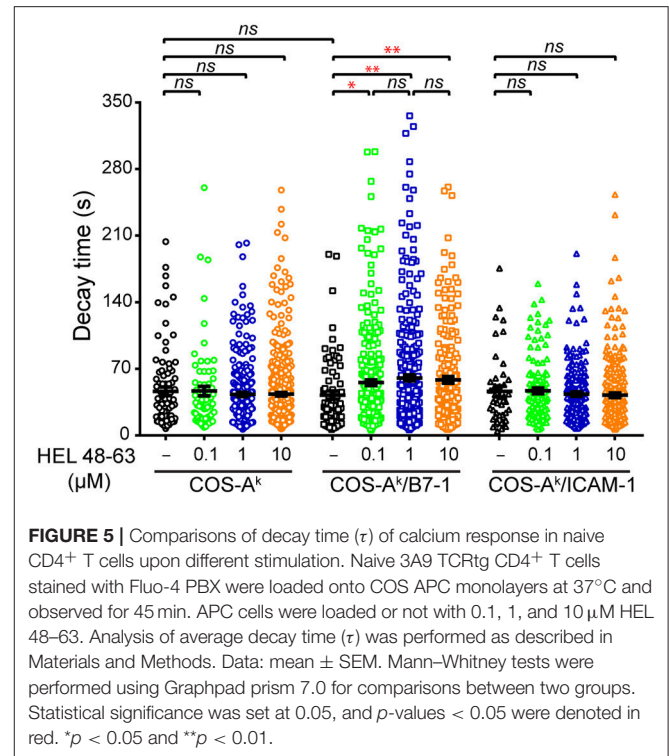 ns
ns **
ns ** ns
ns * ns ns ns
ns
350
280
210
140
70
0
Decay time (s)
HEL 48-63 (µM) – 0.1 1 10 – 0.1 1 10 – 0.1 1 10
COS-Aᵏ COS-Aᵏ/B7-1 COS-Aᵏ/ICAM-1
FIGURE 5 | Comparisons of decay time (τ) of calcium response in naive
CD4⁺ T cells upon different stimulation. Naive 3A9 TCRtg CD4⁺ T cells
stained with Fluo-4 PBX were loaded onto COS APC monolayers at 37°C and
observed for 45 min. APC cells were loaded or not with 0.1, 1, and 10 µM HEL
48–63. Analysis of average decay time (τ) was performed as described in
Materials and Methods. Data: mean ± SEM. Mann–Whitney tests were
performed using Graphpad prism 7.0 for comparisons between two groups.
Statistical significance was set at 0.05, and p-values < 0.05 were denoted in
red. *p < 0.05 and **p < 0.01.